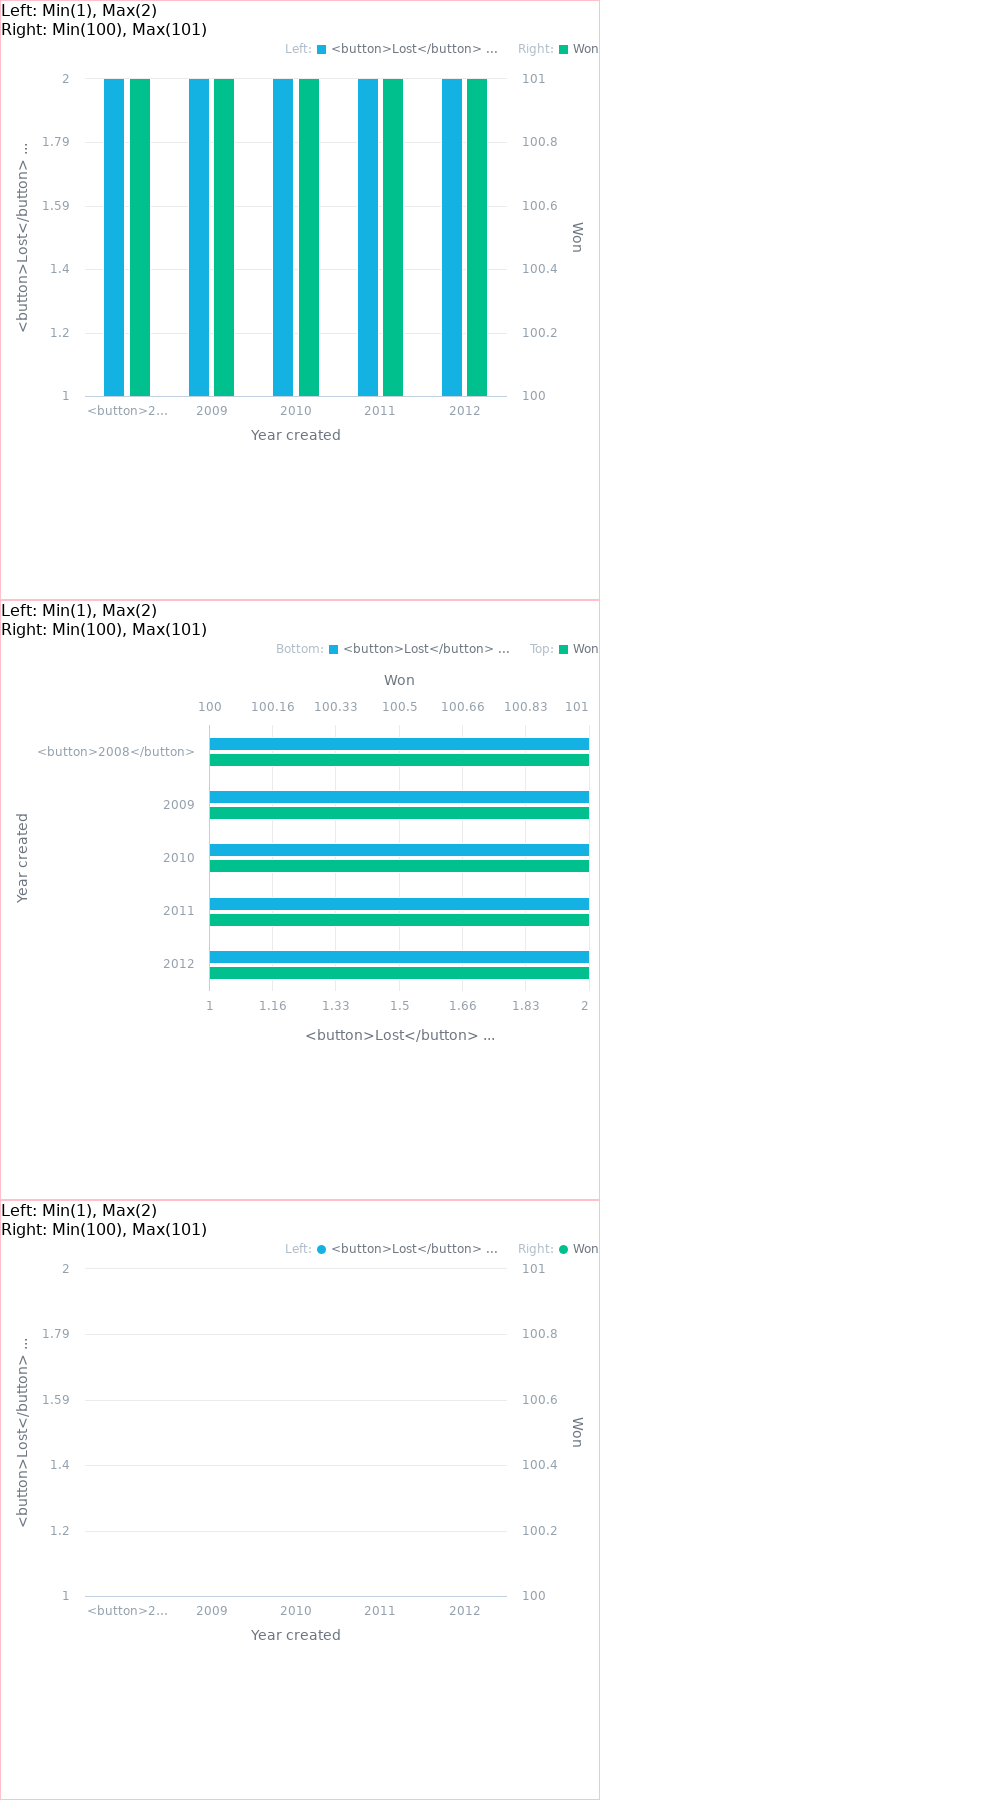 Left: Min(1), Max(2)
Right: Min(100), Max(101)
Left: <button>Lost</button> ... Right: Won
2 101
1.79 100.8
1.59 100.6
1.4 100.4
1.2 100.2
1 100
<button>Lost</button> ...
Won
<button>2... 2009 2010 2011 2012
Year created
Left: Min(1), Max(2)
Right: Min(100), Max(101)
Bottom: <button>Lost</button> ... Top: Won
Won
100 100.16 100.33 100.5 100.66 100.83 101
<button>2008</button>
2009
2010
2011
2012
Year created
1 1.16 1.33 1.5 1.66 1.83 2
<button>Lost</button> ...
Left: Min(1), Max(2)
Right: Min(100), Max(101)
Left: <button>Lost</button> ... Right: Won
2 101
1.79 100.8
1.59 100.6
1.4 100.4
1.2 100.2
1 100
<button>Lost</button> ...
Won
<button>2... 2009 2010 2011 2012
Year created